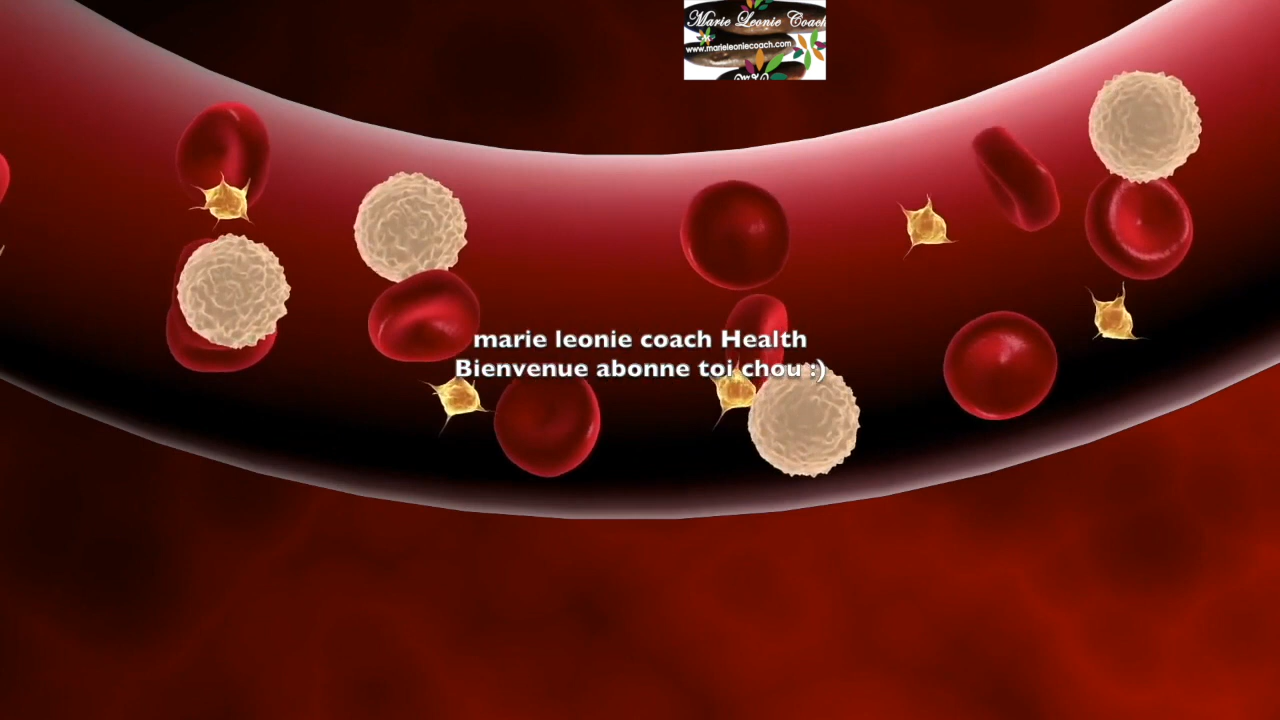 Marie Leonie Coach
www.marieleoniecoach.com
marie leonie coach Health
Bienvenue abonne toi chou :)